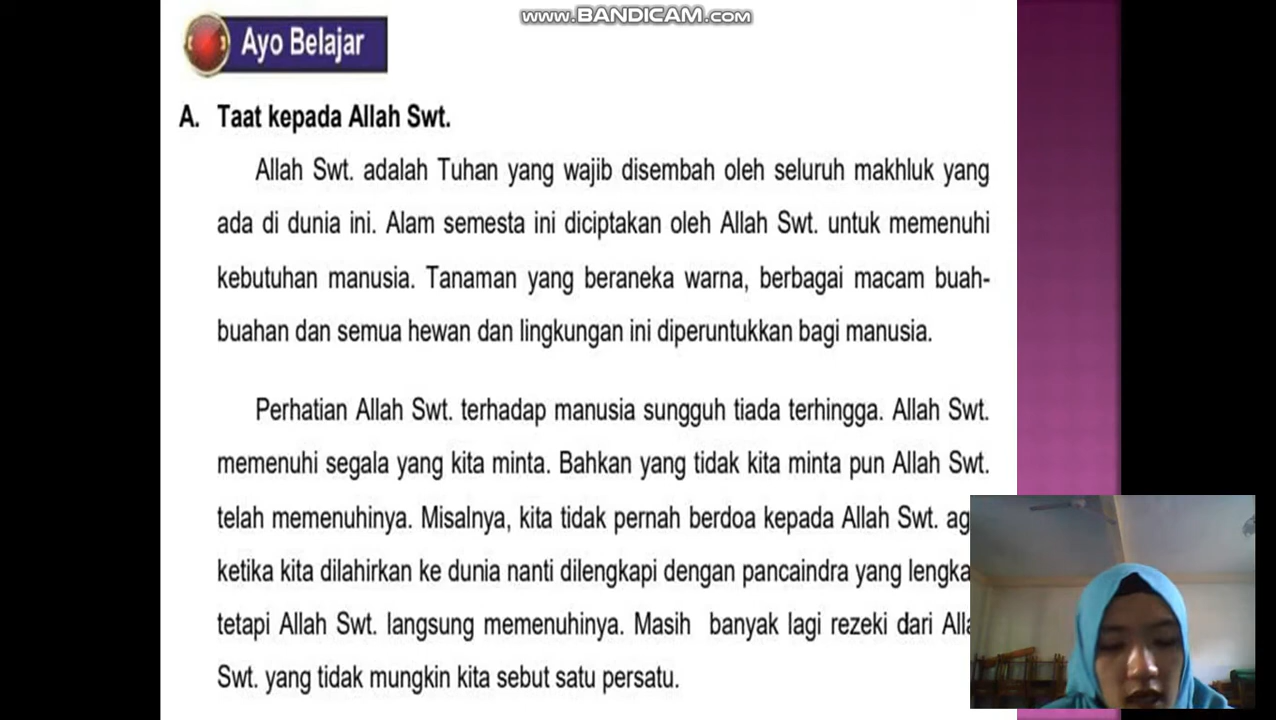 www.BANDICAM.com
Ayo Belajar
A. Taat kepada Allah Swt.
Allah Swt. adalah Tuhan yang wajib disembah oleh seluruh makhluk yang
ada di dunia ini. Alam semesta ini diciptakan oleh Allah Swt. untuk memenuhi
kebutuhan manusia. Tanaman yang beraneka warna, berbagai macam buah-
buahan dan semua hewan dan lingkungan ini diperuntukkan bagi manusia.
Perhatian Allah Swt. terhadap manusia sungguh tiada terhingga. Allah Swt.
memenuhi segala yang kita minta. Bahkan yang tidak kita minta pun Allah Swt.
telah memenuhinya. Misalnya, kita tidak pernah berdoa kepada Allah Swt.
ketika kita dilahirkan ke dunia nanti dilengkapi dengan pancaindra yang
tetapi Allah Swt. langsung memenuhinya. Masih banyak lagi rezeki dari
Swt. yang tidak mungkin kita sebut satu persatu.